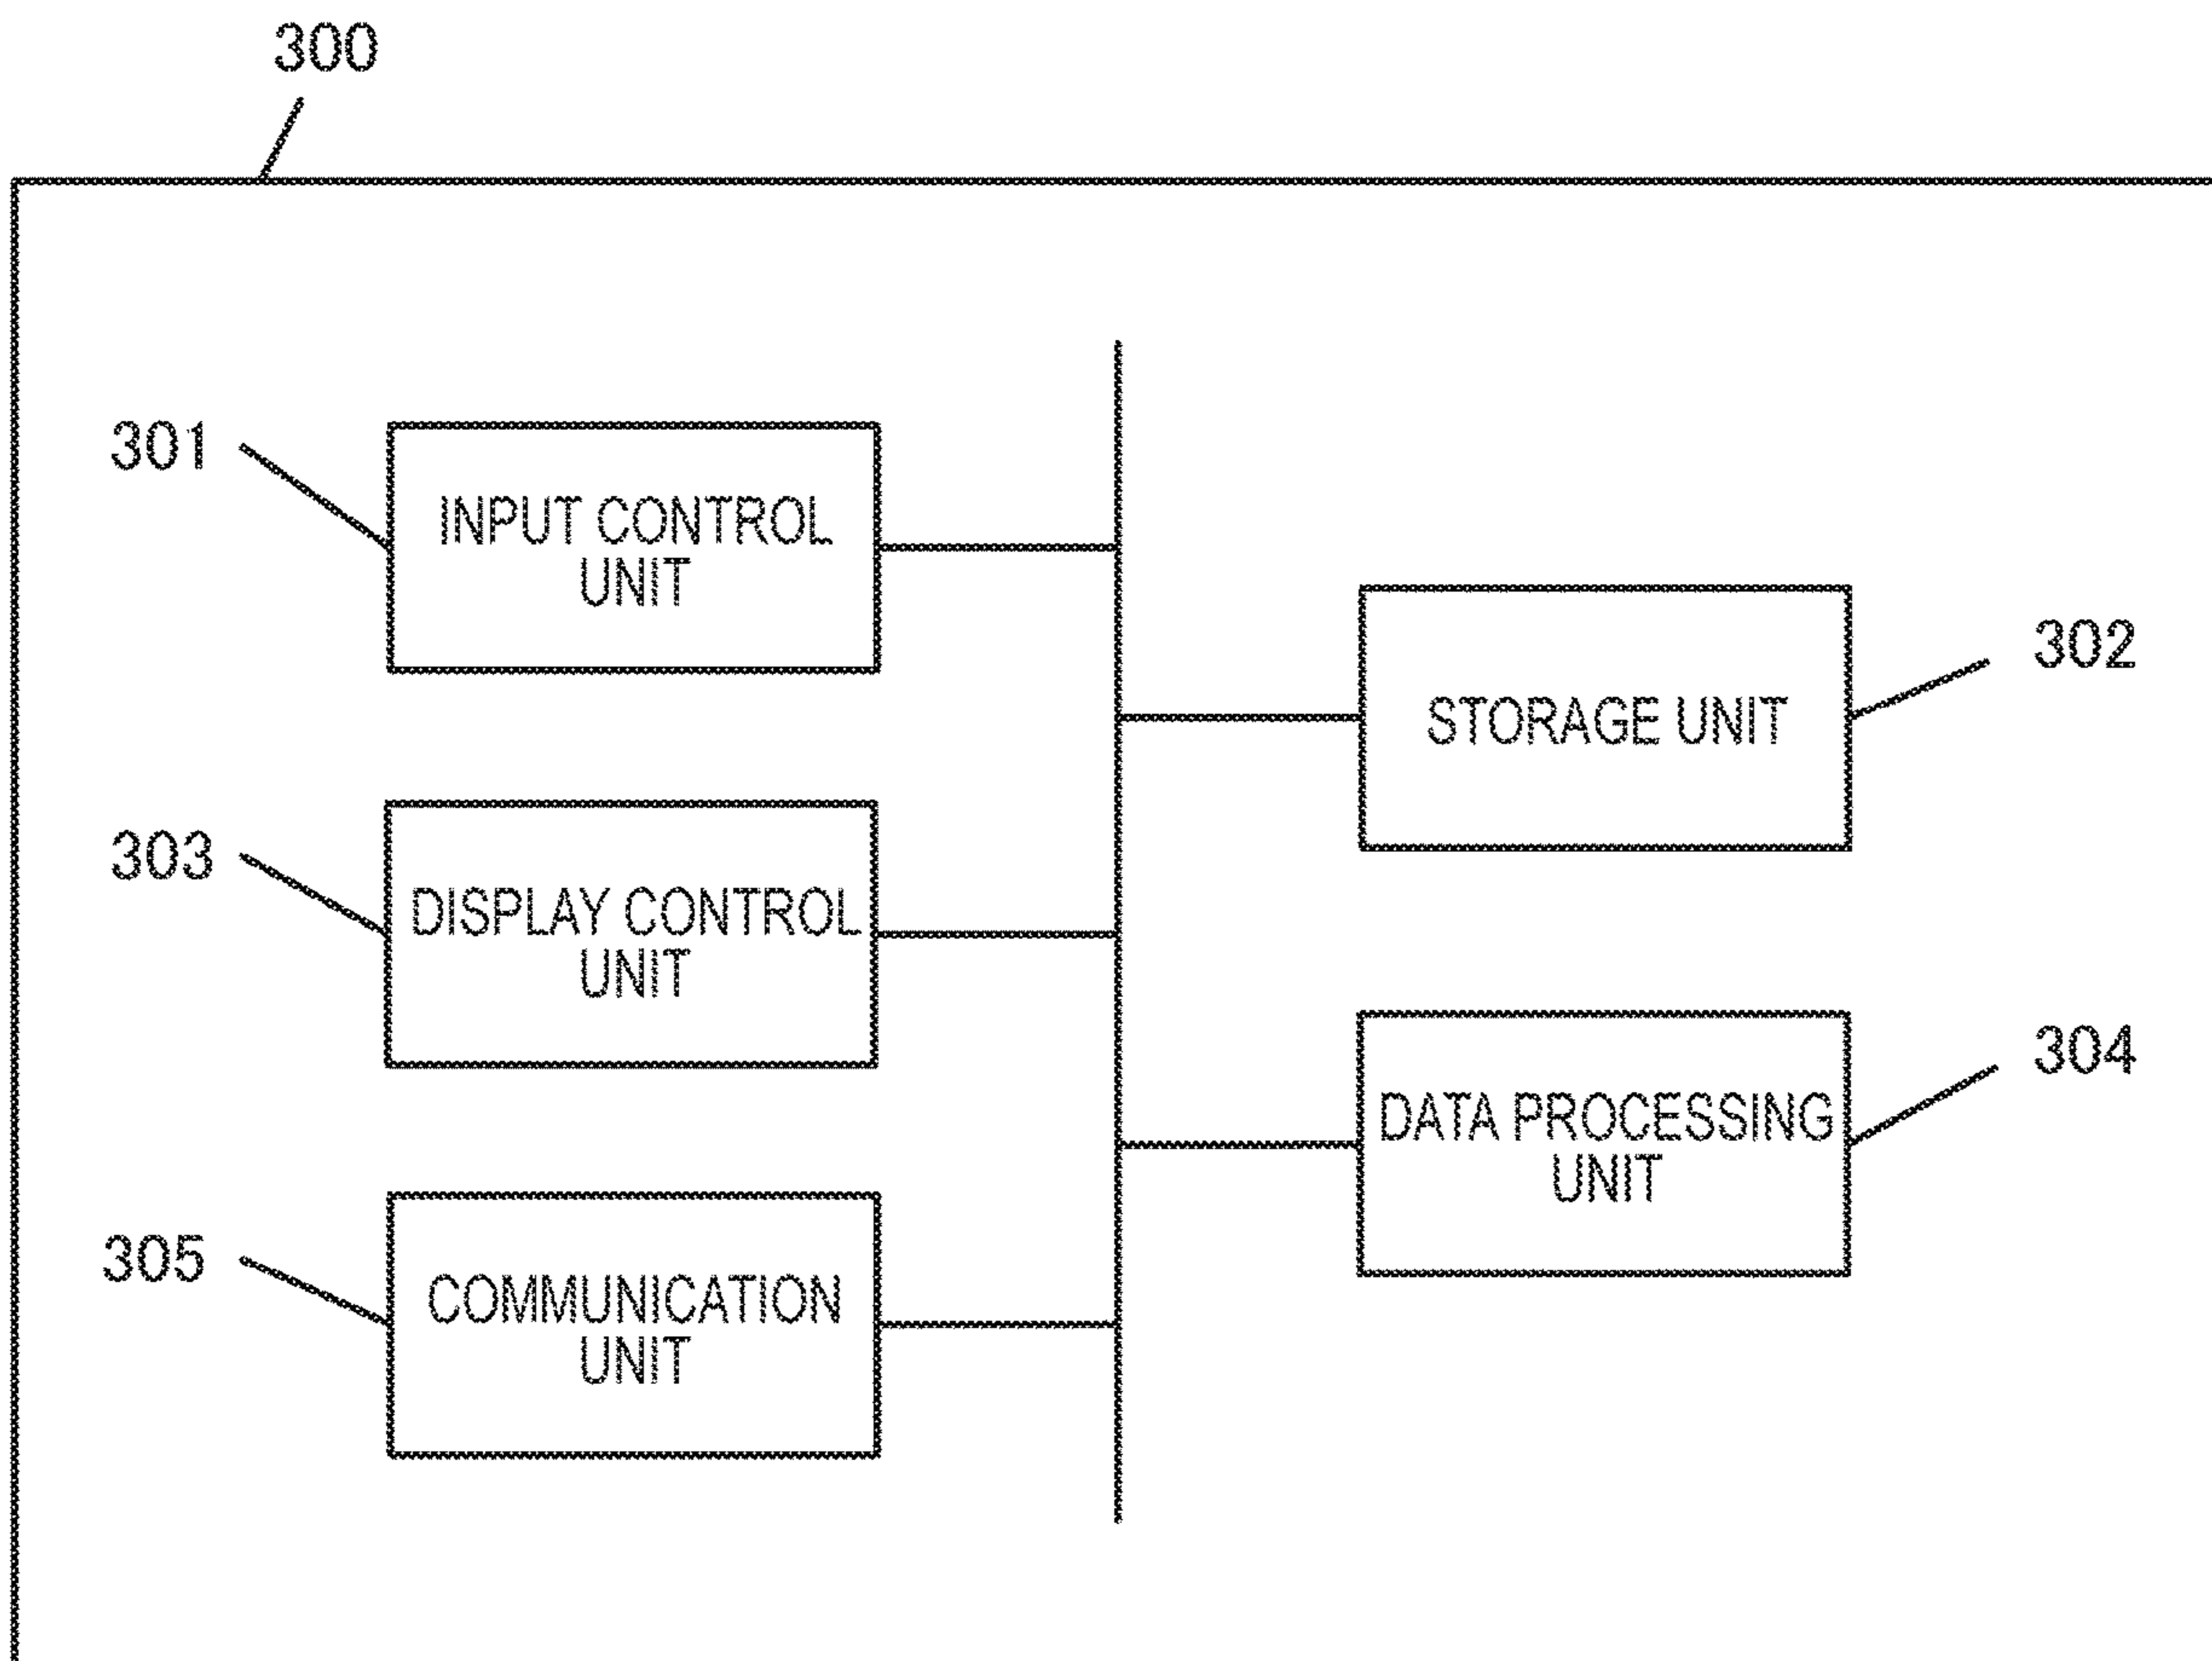 300
301
INPUT CONTROL
UNIT
302
STORAGE UNIT
303
DISPLAY CONTROL
UNIT
304
DATA PROCESSING
UNIT
305
COMMUNICATION
UNIT